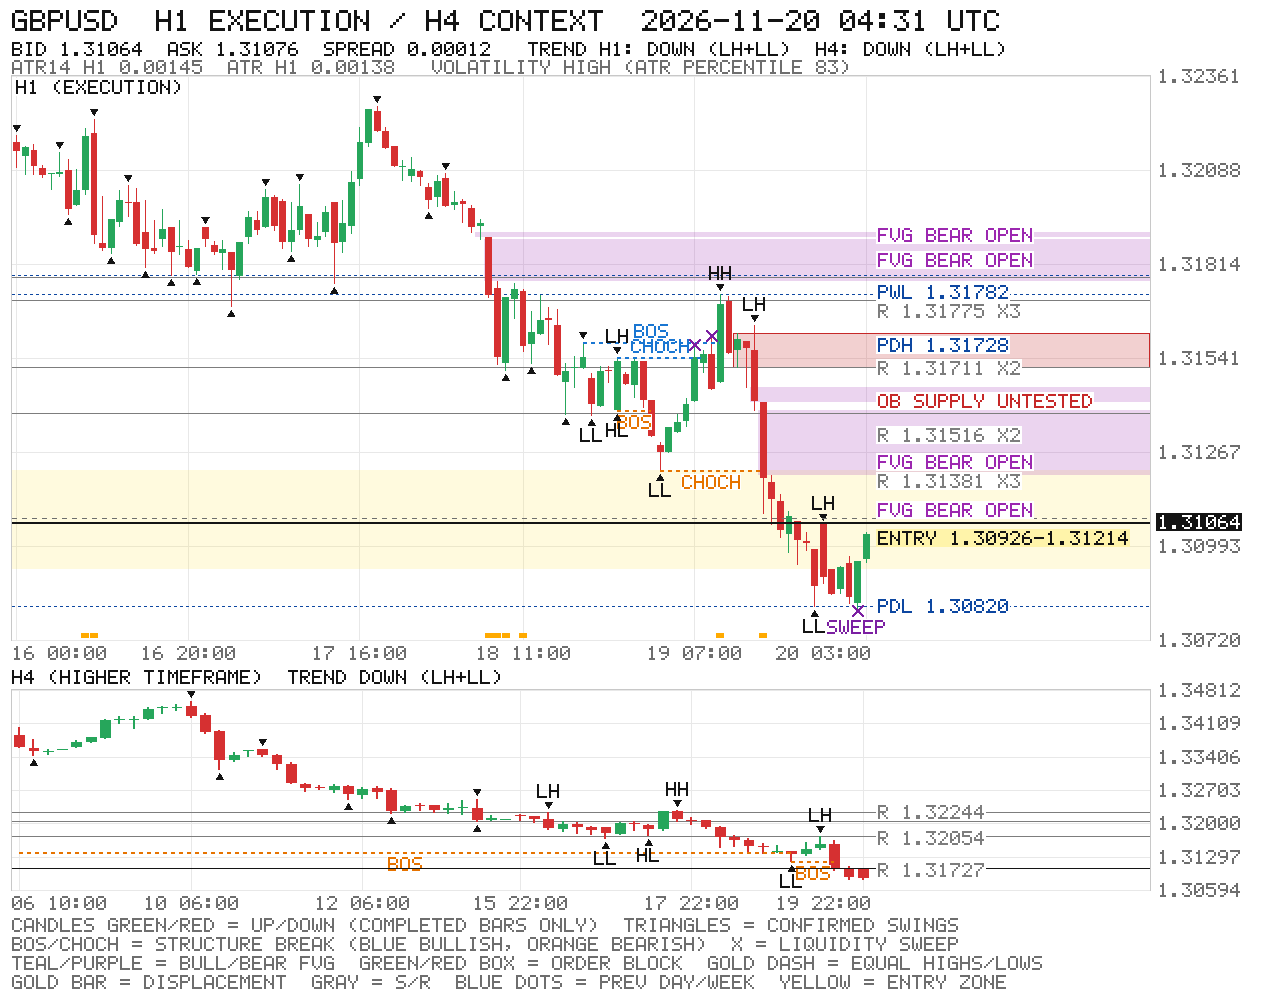 GBPUSD  H1 EXECUTION / H4 CONTEXT  2026-11-20 04:31 UTC
BID 1.31064  ASK 1.31076  SPREAD 0.00012  TREND H1: DOWN (LH+LL)  H4: DOWN (LH+LL)
ATR14 H1 0.00145  ATR H1 0.00138  VOLATILITY HIGH (ATR PERCENTILE 83)
H1 (EXECUTION)
1.32361
1.32088
FVG BEAR OPEN
FVG BEAR OPEN
1.31814
HH
PWL 1.31782
LH
R 1.31775 X3
LH
BOS
CHOCH
PDH 1.31728
1.31541
R 1.31711 X2
OB SUPPLY UNTESTED
BOS
LL
HL
R 1.31516 X2
1.31267
FVG BEAR OPEN
CHOCH
R 1.31381 X3
LL
LH
FVG BEAR OPEN
1.31064
ENTRY 1.30926-1.31214
1.30993
PDL 1.30820
LL
SWEEP
1.30720
16 00:00  16 20:00  17 16:00  18 11:00  19 07:00  20 03:00
H4 (HIGHER TIMEFRAME)  TREND DOWN (LH+LL)
1.34812
1.34109
1.33406
1.32703
LH
HH
R 1.32244
LH
1.32000
R 1.32054
LL
HL
1.31297
BOS
BOS
R 1.31727
LL
1.30594
06 10:00  10 06:00  12 06:00  15 22:00  17 22:00  19 22:00
CANDLES GREEN/RED = UP/DOWN (COMPLETED BARS ONLY)  TRIANGLES = CONFIRMED SWINGS
BOS/CHOCH = STRUCTURE BREAK (BLUE BULLISH, ORANGE BEARISH)  X = LIQUIDITY SWEEP
TEAL/PURPLE = BULL/BEAR FVG  GREEN/RED BOX = ORDER BLOCK  GOLD DASH = EQUAL HIGHS/LOWS
GOLD BAR = DISPLACEMENT  GRAY = S/R  BLUE DOTS = PREV DAY/WEEK  YELLOW = ENTRY ZONE